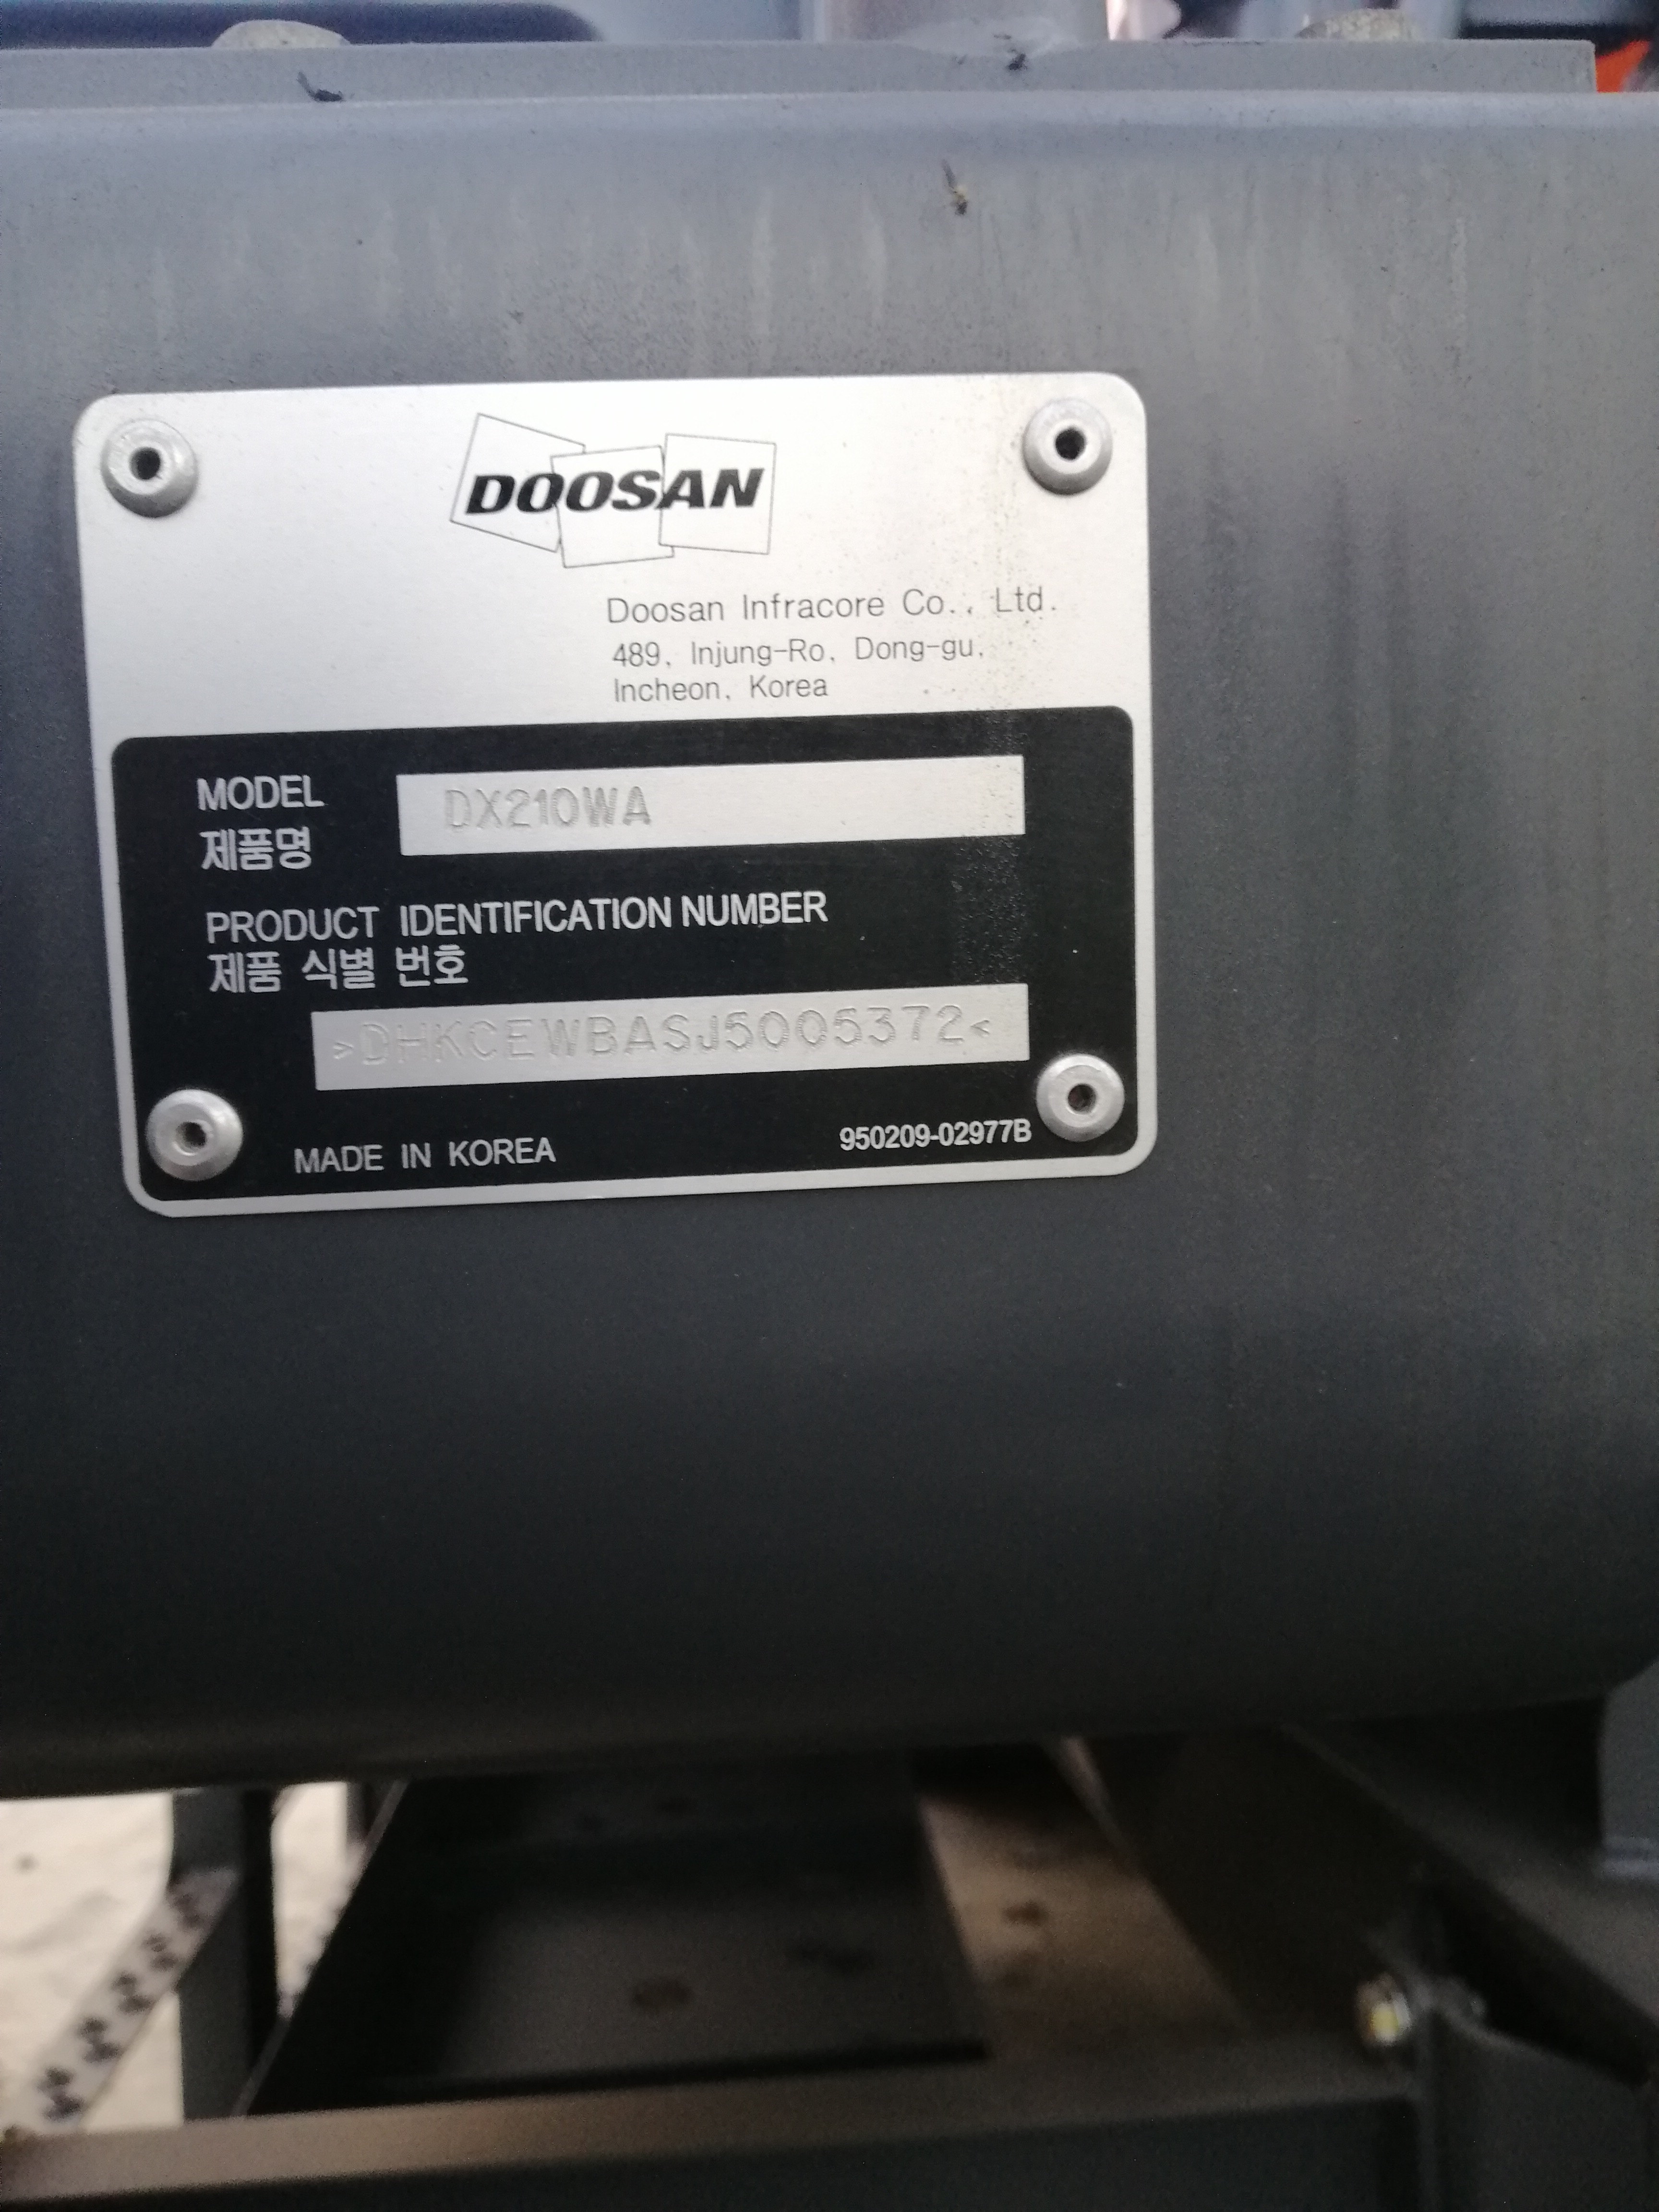 DOOSAN
Doosan Infracore Co., Ltd.
489, Injung-Ro, Dong-gu,
Incheon, Korea
MODEL
제품명
DX210WA
PRODUCT IDENTIFICATION NUMBER
제품 식별 번호
>DHKCEWBASJ5005372<
MADE IN KOREA
950209-02977B